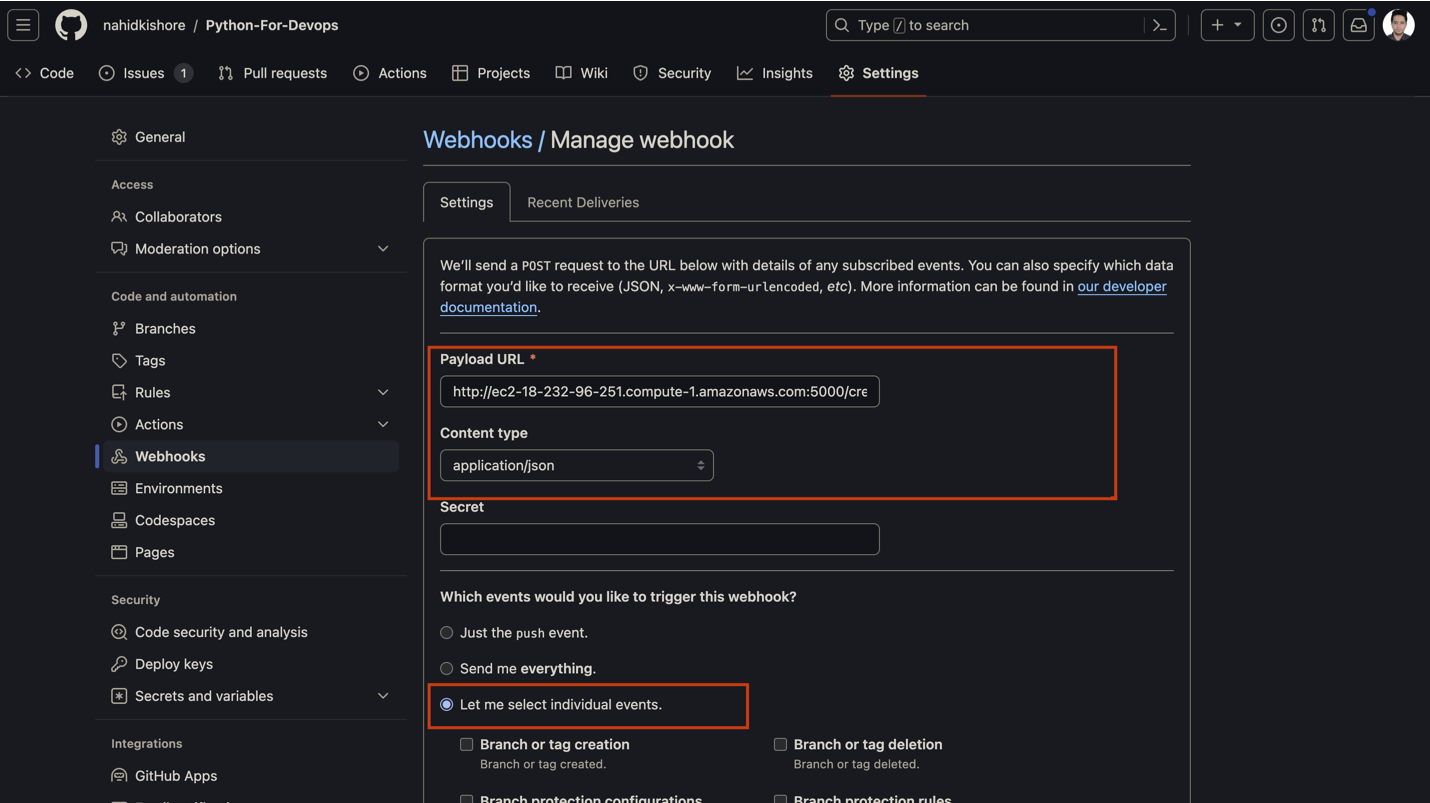 nahidkishore / Python-For-Devops
Type / to search
Code
Issues 1
Pull requests
Actions
Projects
Wiki
Security
Insights
Settings
General
Access
Collaborators
Moderation options
Code and automation
Branches
Tags
Rules
Actions
Webhooks
Environments
Codespaces
Pages
Security
Code security and analysis
Deploy keys
Secrets and variables
Integrations
GitHub Apps
Webhooks / Manage webhook
Settings
Recent Deliveries
We'll send a POST request to the URL below with details of any subscribed events. You can also specify which data
format you'd like to receive (JSON, x-www-form-urlencoded, etc). More information can be found in our developer
documentation.
Payload URL *
http://ec2-18-232-96-251.compute-1.amazonaws.com:5000/cre
Content type
application/json
Secret
Which events would you like to trigger this webhook?
Just the push event.
Send me everything.
Let me select individual events.
Branch or tag creation
Branch or tag created.
Branch or tag deletion
Branch or tag deleted.
Branch protection configurations
Branch protection rules